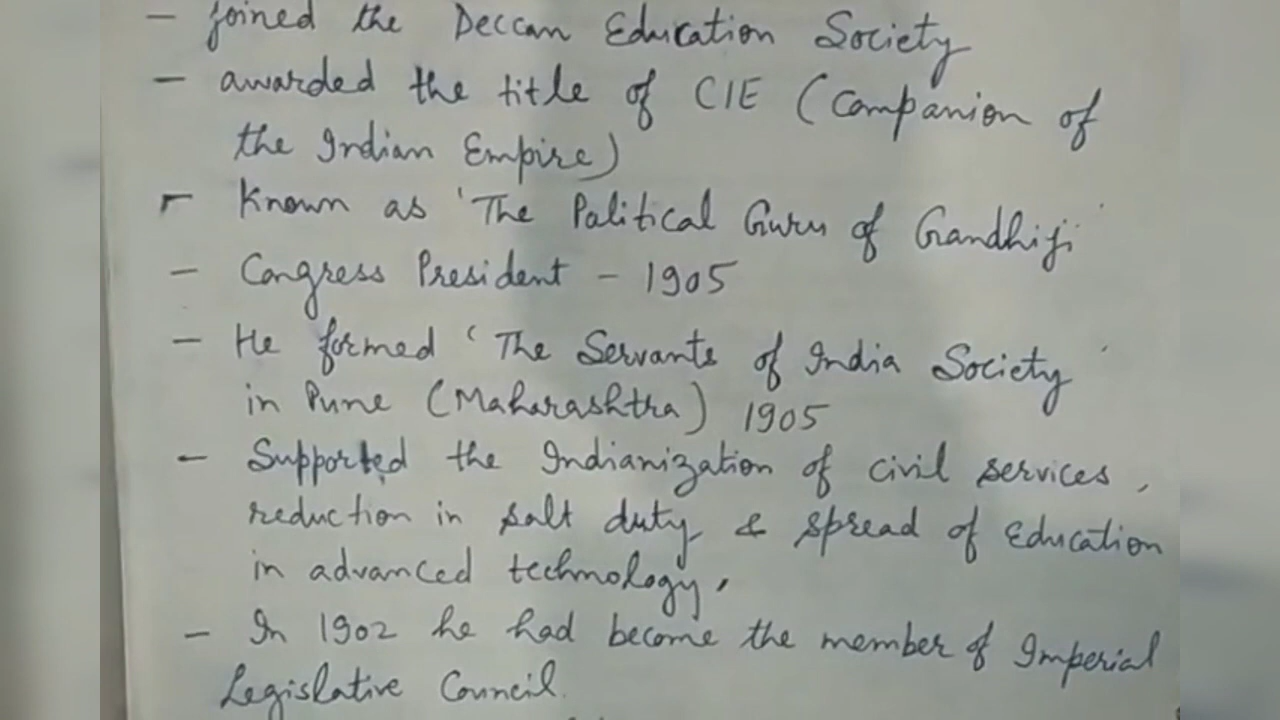 - joined the Deccan Education Society
- awarded the title of CIE (Companion of
the Indian Empire)
- Known as 'The Palitical Guru of Gandhiji'
- Congress President - 1905
- He formed 'The Servants of India Society'
in Pune (Maharashtra) 1905
- Supported the Indianization of civil services,
reduction in salt duty & spread of Education
in advanced technology,
- In 1902 he had become the member of Imperial
Legislative Council.